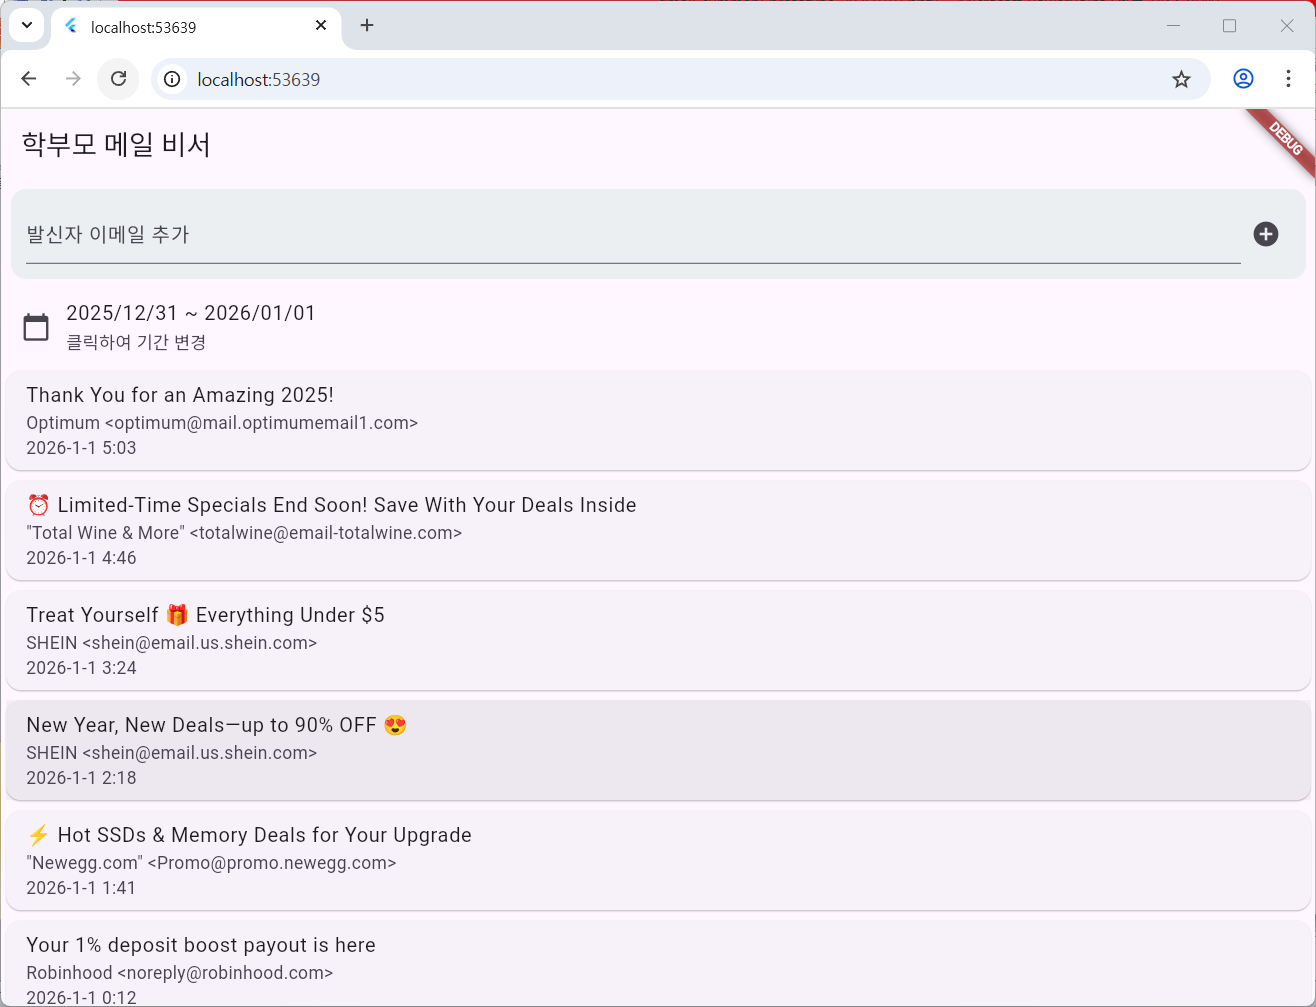 localhost:53639
localhost:53639
DEBUG
학부모 메일 비서
발신자 이메일 추가
2025/12/31 ~ 2026/01/01
클릭하여 기간 변경
Thank You for an Amazing 2025!
Optimum <optimum@mail.optimumemail1.com>
2026-1-1 5:03
⏰ Limited-Time Specials End Soon! Save With Your Deals Inside
"Total Wine & More" <totalwine@email-totalwine.com>
2026-1-1 4:46
Treat Yourself 🎁 Everything Under $5
SHEIN <shein@email.us.shein.com>
2026-1-1 3:24
New Year, New Deals—up to 90% OFF 😍
SHEIN <shein@email.us.shein.com>
2026-1-1 2:18
⚡ Hot SSDs & Memory Deals for Your Upgrade
"Newegg.com" <Promo@promo.newegg.com>
2026-1-1 1:41
Your 1% deposit boost payout is here
Robinhood <noreply@robinhood.com>
2026-1-1 0:12